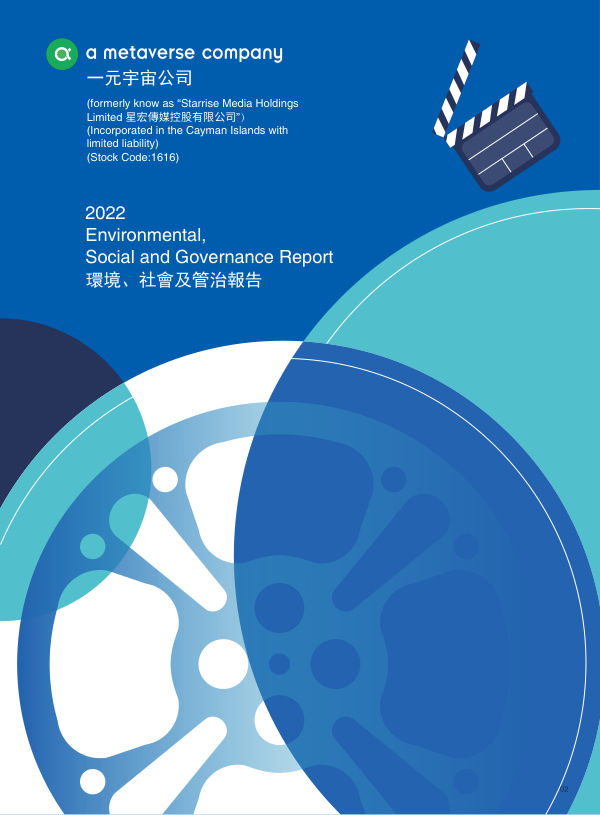 a metaverse company
一元宇宙公司
(formerly know as “Starrise Media Holdings
Limited 星宏傳媒控股有限公司”)
(Incorporated in the Cayman Islands with
limited liability)
(Stock Code:1616)
2022
Environmental,
Social and Governance Report
環境、社會及管治報告
02